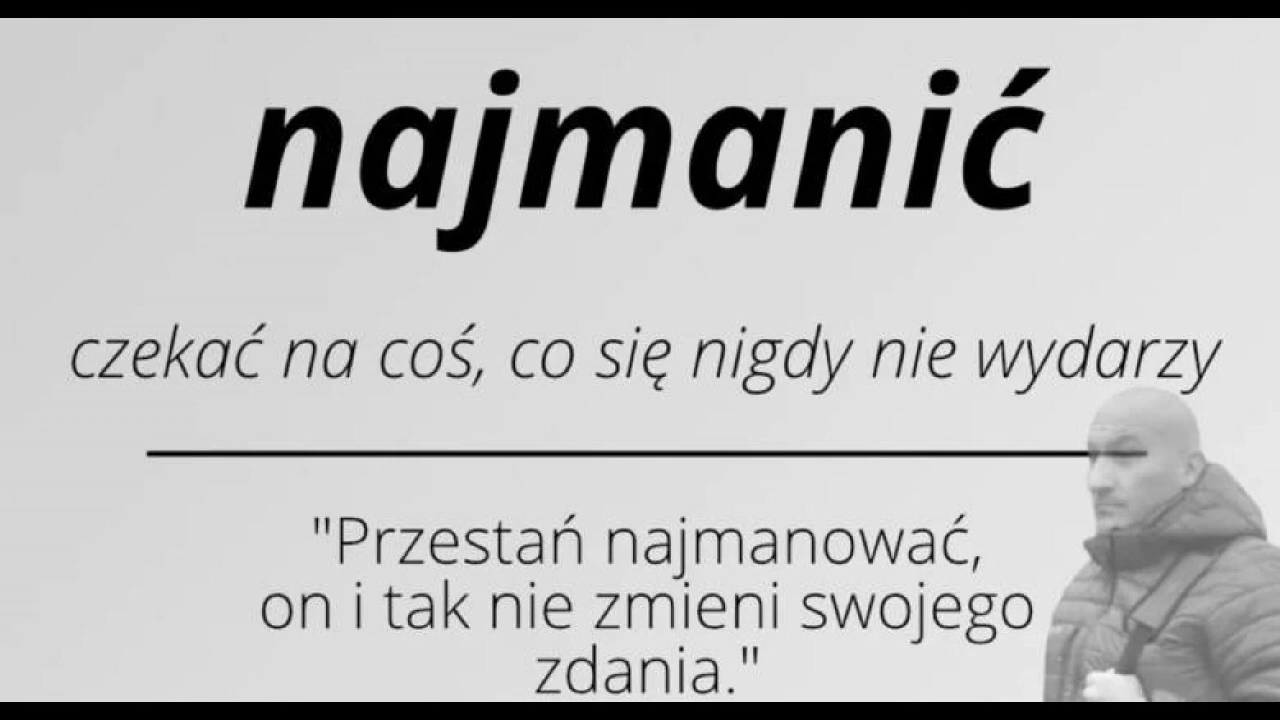 najmanić
czekać na coś, co się nigdy nie wydarzy
"Przestań najmanować,
on i tak nie zmieni swojego
zdania."